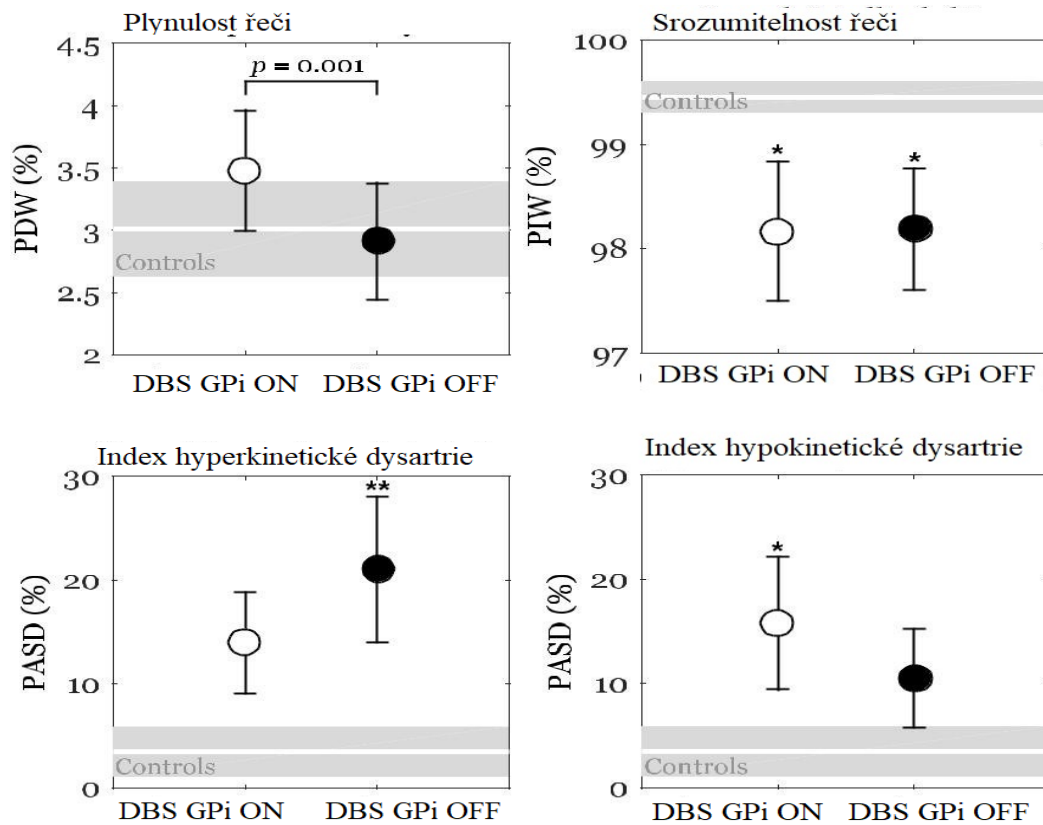 Plynulost řeči
4.5
4
3.5
3
2.5
2
PDW (%)
p = 0.001
Controls
DBS GPi ON DBS GPi OFF
Srozumitelnost řeči
100
99
98
97
PIW (%)
Controls
*
*
DBS GPi ON DBS GPi OFF
Index hyperkinetické dysartrie
30
20
10
0
PASD (%)
**
Controls
DBS GPi ON DBS GPi OFF
Index hypokinetické dysartrie
30
20
10
0
PASD (%)
*
Controls
DBS GPi ON DBS GPi OFF